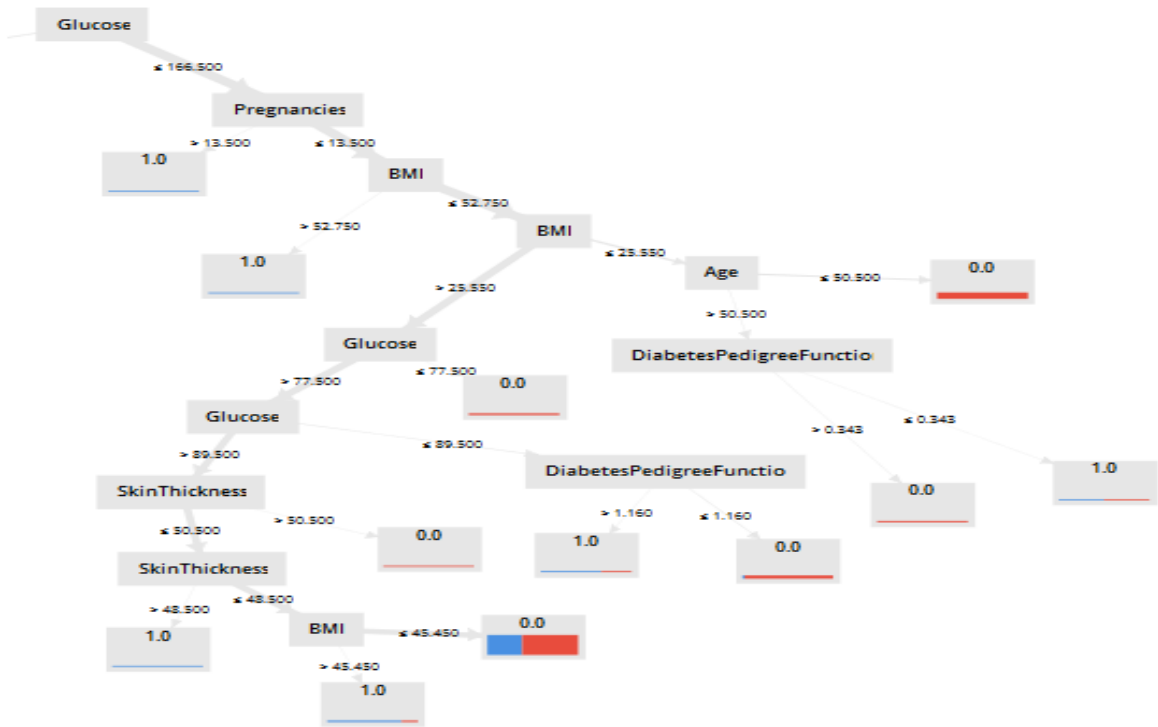 Glucose
≤ 166.500
Pregnancies
> 13.500
≤ 13.500
1.0
BMI
≤ 52.750
> 52.750
BMI
1.0
≤ 25.550
Age
0.0
≤ 50.500
> 25.550
> 50.500
Glucose
DiabetesPedigreeFunctio
> 77.500
≤ 77.500
0.0
Glucose
> 0.343
≤ 0.343
≤ 89.500
> 89.500
DiabetesPedigreeFunctio
1.0
SkinThickness
0.0
> 50.500
> 1.160
≤ 1.160
≤ 50.500
0.0
1.0
0.0
SkinThickness
> 48.500
≤ 48.500
BMI
≤ 45.450
0.0
1.0
> 45.450
1.0